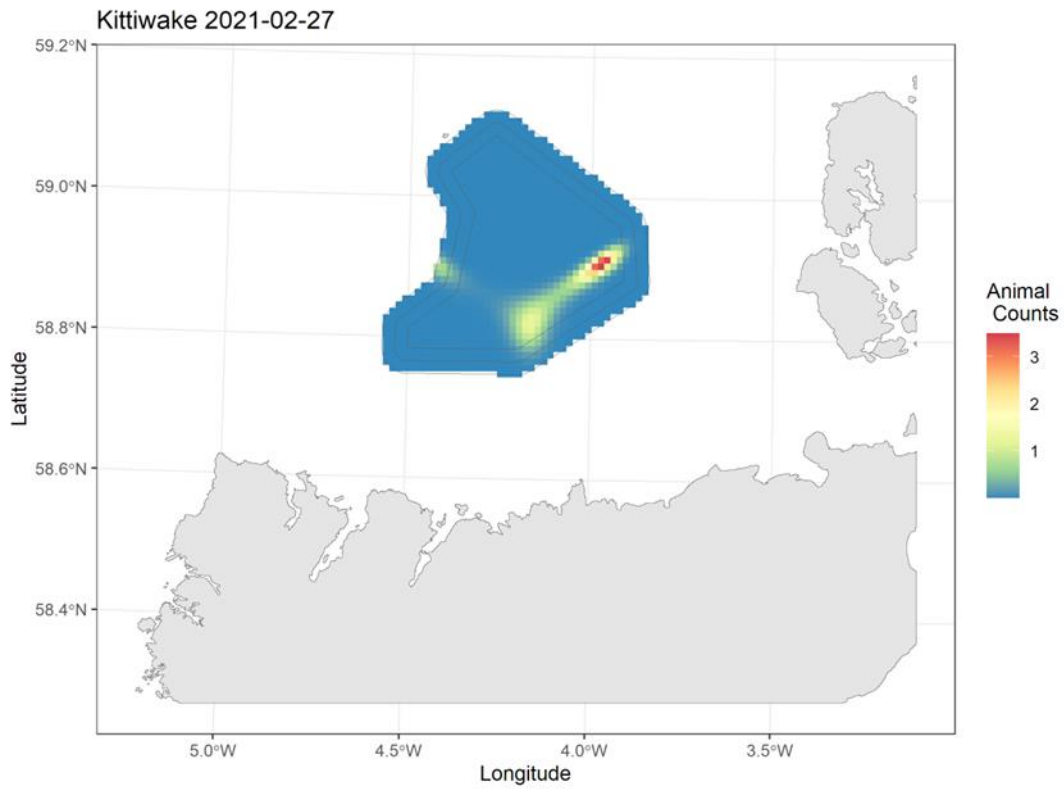 Kittiwake 2021-02-27
59.2°N
59.0°N
58.8°N
58.6°N
58.4°N
Latitude
5.0°W
4.5°W
4.0°W
3.5°W
Longitude
Animal
Counts
3
2
1